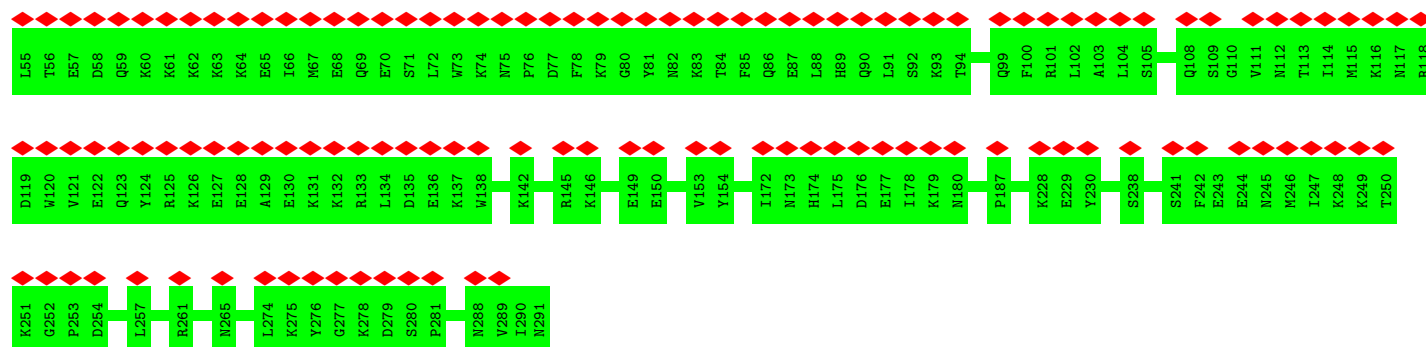 L55 T56 E57 D58 Q59 K60 K61 K62 K63 K64 E65 I66 M67 E68 Q69 E70 S71 L72 W73 K74 N75 P76 D77 F78 K79 G80 Y81 N82 K83 T84 F85 Q86 E87 L88 H89 Q90 L91 S92 K93 T94 Q99 F100 R101 L102 A103 L104 S105 Q108 S109 G110 V111 N112 T113 I114 M115 K116 N117 R118
D119 W120 V121 E122 Q123 Y124 R125 K126 E127 E128 A129 E130 K131 K132 R133 L134 D135 E136 K137 W138 K142 R145 K146 E149 E150 V153 Y154 I172 N173 H174 L175 D176 E177 I178 K179 N180 P187 K228 E229 Y230 S238 S241 F242 E243 E244 N245 M246 I247 K248 K249 T250
K251 G252 P253 D254 L257 R261 N265 L274 K275 Y276 G277 K278 D279 S280 P281 N288 V289 I290 N291